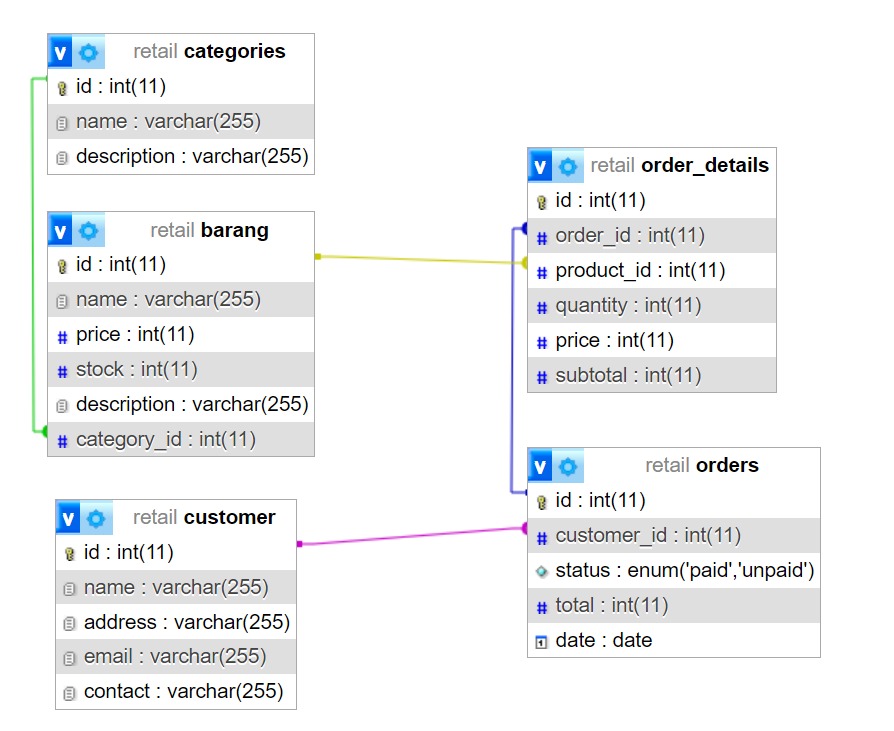 v retail categories
id : int(11)
name : varchar(255)
description : varchar(255)
v retail barang
id : int(11)
# name : varchar(255)
# price : int(11)
# stock : int(11)
description : varchar(255)
# category_id : int(11)
v retail customer
id : int(11)
name : varchar(255)
address : varchar(255)
email : varchar(255)
contact : varchar(255)
v retail order_details
id : int(11)
# order_id : int(11)
# product_id : int(11)
# quantity : int(11)
# price : int(11)
# subtotal : int(11)
v retail orders
id : int(11)
# customer_id : int(11)
status : enum('paid','unpaid')
# total : int(11)
date : date